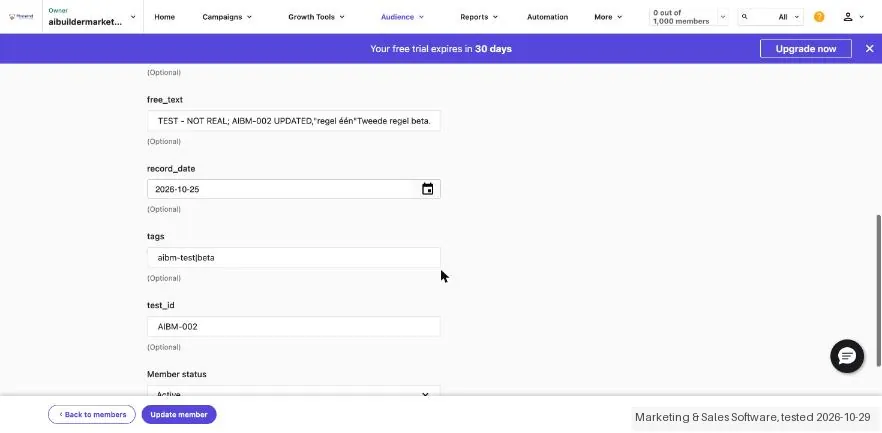 Owner
aibuildermarket...
Home
Campaigns
Growth Tools
Audience
Reports
Automation
More
0 out of
1,000 members
All
?
Your free trial expires in 30 days
Upgrade now
(Optional)
free_text
TEST - NOT REAL; AIBM-002 UPDATED,"regel één"Tweede regel beta.
(Optional)
record_date
2026-10-25
(Optional)
tags
aibm-test|beta
(Optional)
test_id
AIBM-002
(Optional)
Member status
Active
‹ Back to members
Update member
Marketing & Sales Software, tested 2026-10-29